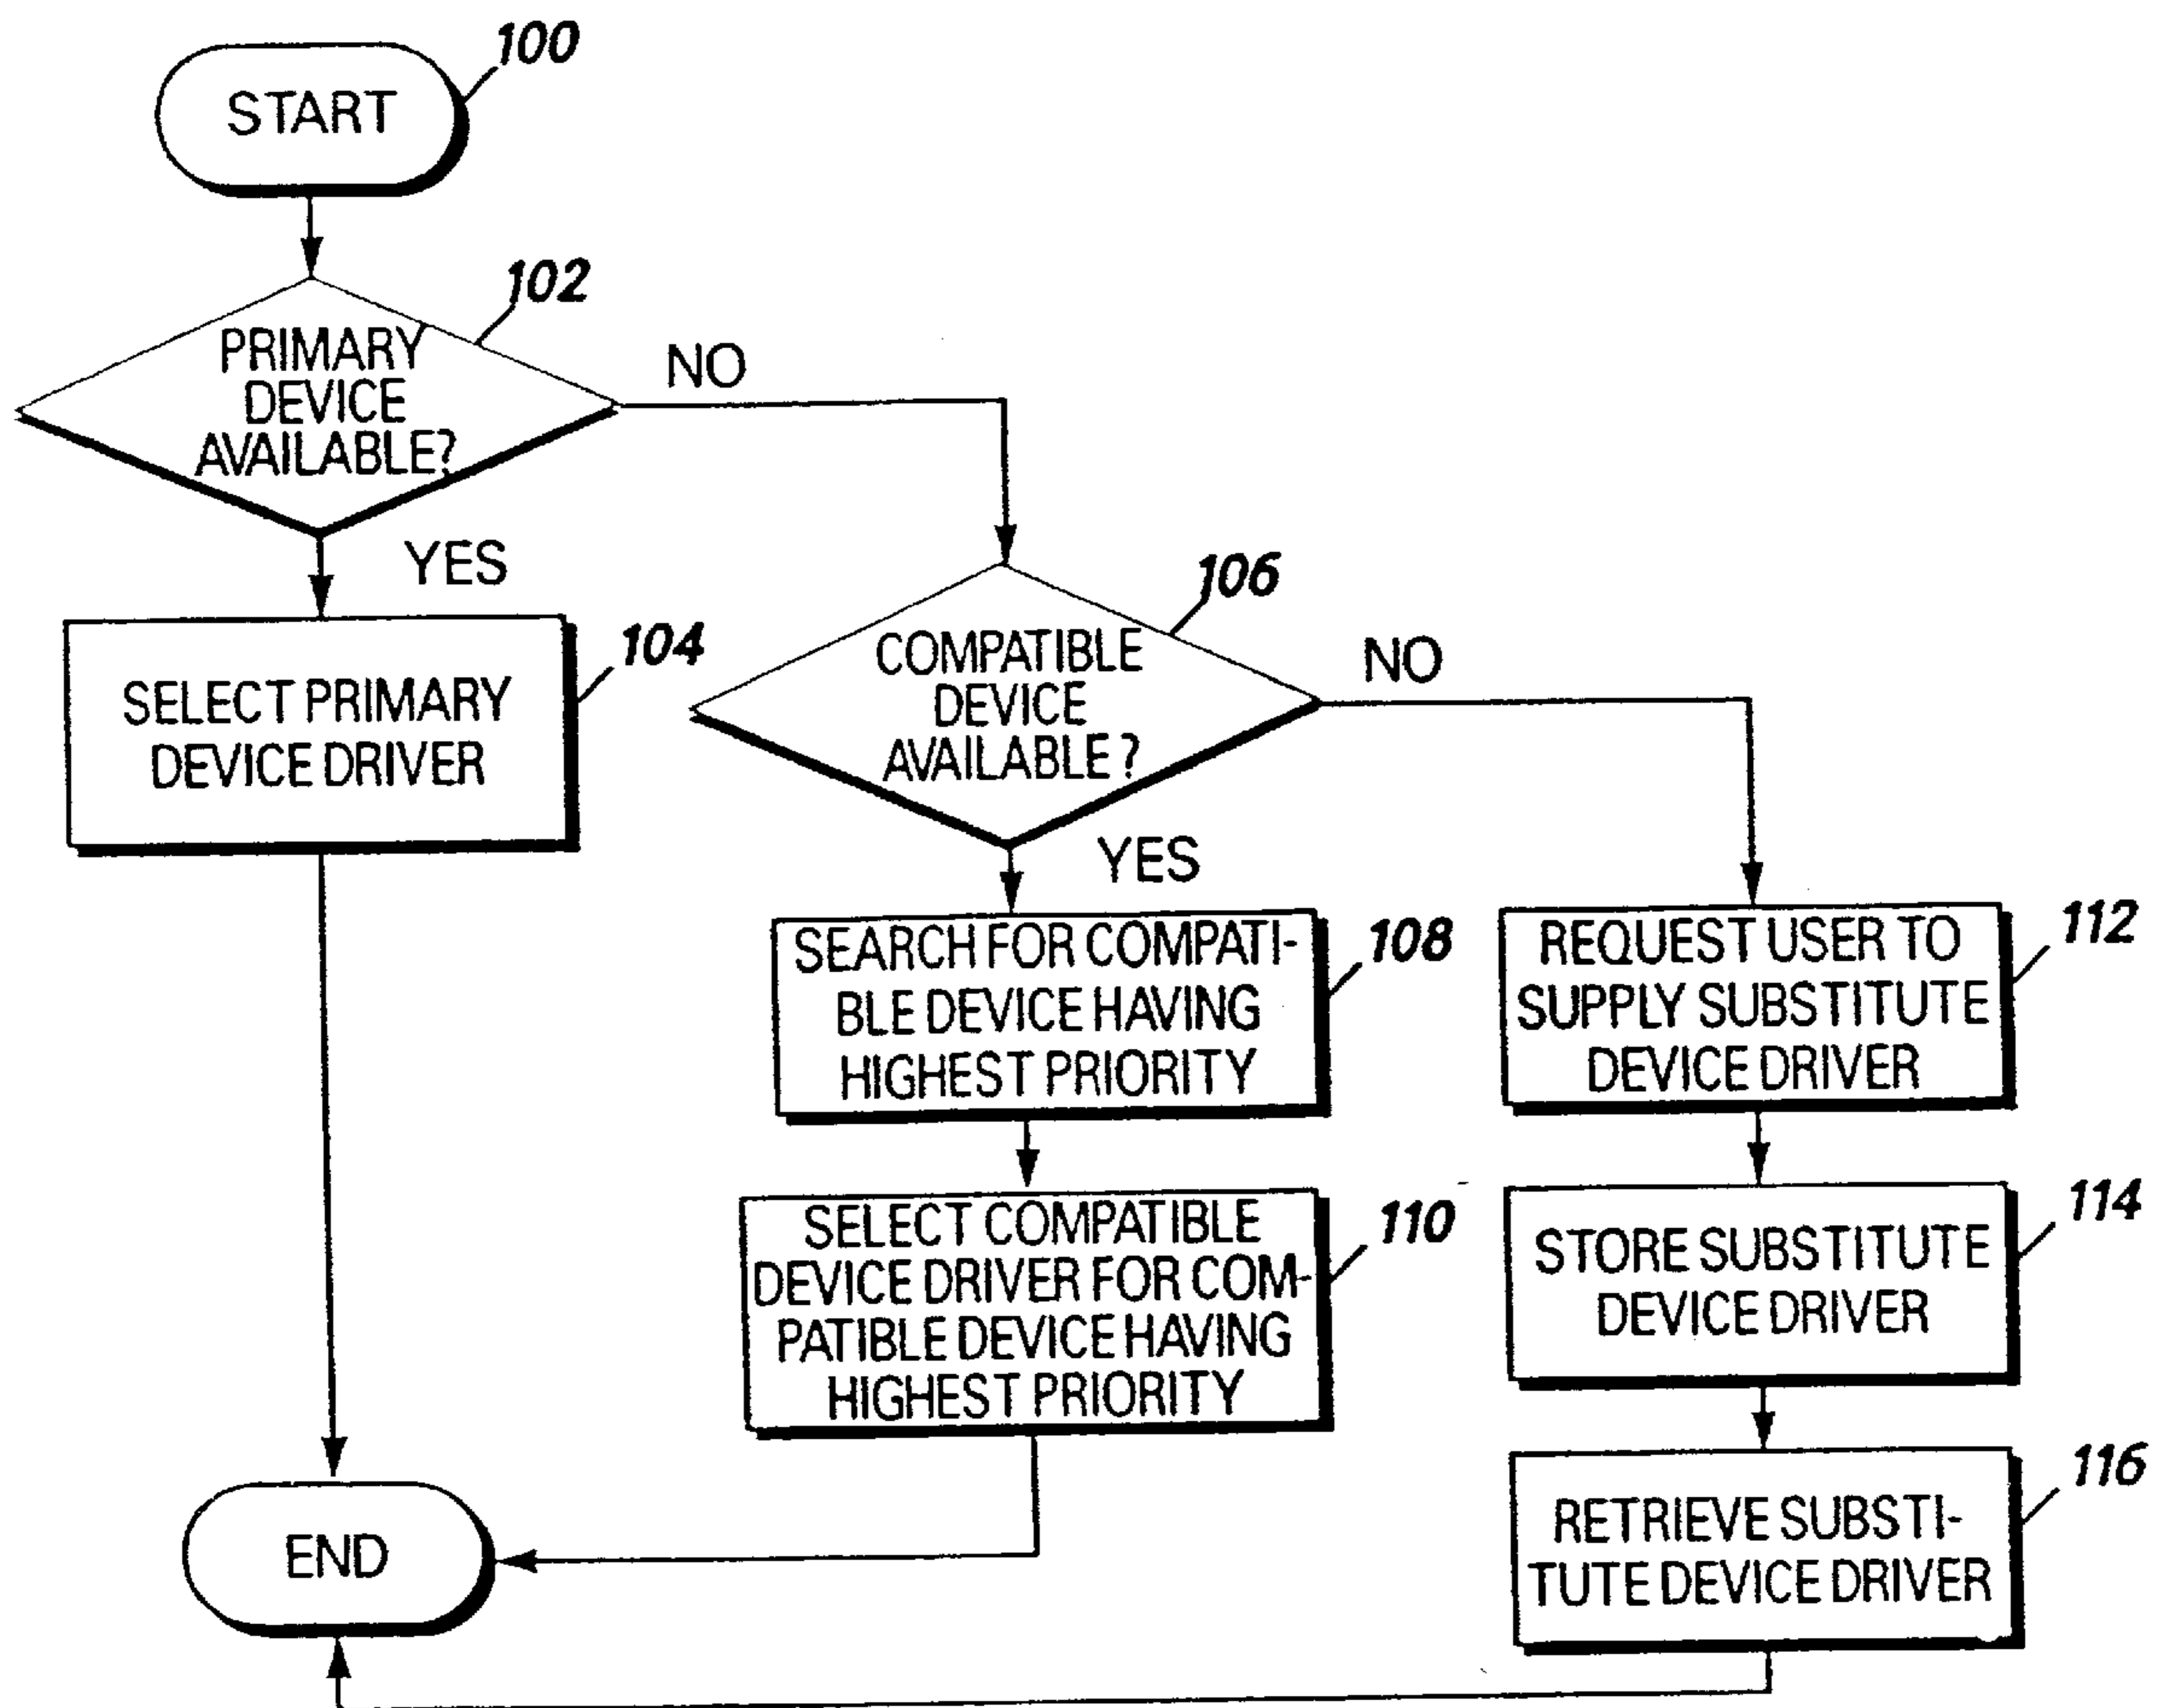 100
START
102
PRIMARY
DEVICE
AVAILABLE?
NO
YES
104
SELECT PRIMARY
DEVICE DRIVER
106
COMPATIBLE
DEVICE
AVAILABLE?
NO
YES
108
SEARCH FOR COMPATI-
BLE DEVICE HAVING
HIGHEST PRIORITY
110
SELECT COMPATIBLE
DEVICE DRIVER FOR COM-
PATIBLE DEVICE HAVING
HIGHEST PRIORITY
112
REQUEST USER TO
SUPPLY SUBSTITUTE
DEVICE DRIVER
114
STORE SUBSTITUTE
DEVICE DRIVER
116
RETRIEVE SUBSTI-
TUTE DEVICE DRIVER
END